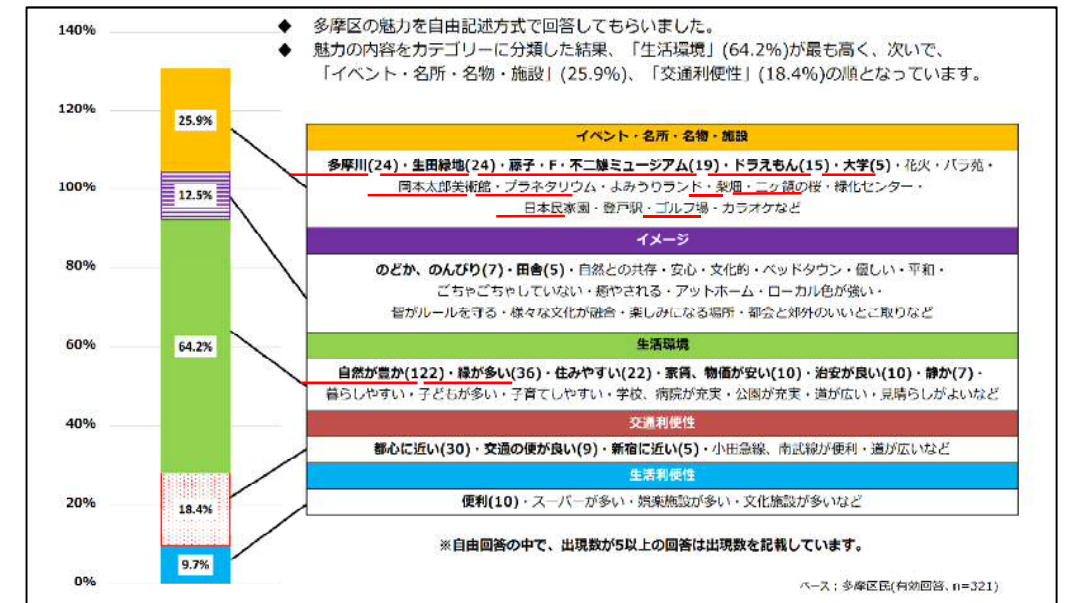 ◆ 多摩区の魅力を自由記述方式で回答してもらいました。
◆ 魅力の内容をカテゴリーに分類した結果、「生活環境」(64.2%)が最も高く、次いで、
「イベント・名所・名物・施設」(25.9%)、「交通利便性」(18.4%)の順となっています。
140%
120%
100%
80%
60%
40%
20%
0%
25.9%
12.5%
64.2%
18.4%
9.7%
イベント・名所・名物・施設
多摩川(24)・生田緑地(24)・藤子・F・不二雄ミュージアム(19)・ドラえもん(15)・大学(5)・花火・バラ苑・
岡本太郎美術館・プラネタリウム・よみうりランド・梨畑・二ヶ領の桜・緑化センター・
日本民家園・登戸駅・ゴルフ場・カラオケなど
イメージ
のどか、のんびり(7)・田舎(5)・自然との共存・安心・文化的・ベッドタウン・優しい・平和・
ごちゃごちゃしていない・癒やされる・アットホーム・ローカル色が強い・
皆がルールを守る・様々な文化が融合・楽しみになる場所・都会と郊外のいいとこ取りなど
生活環境
自然が豊か(122)・緑が多い(36)・住みやすい(22)・家賃、物価が安い(10)・治安が良い(10)・静か(7)・
暮らしやすい・子どもが多い・子育てしやすい・学校、病院が充実・公園が充実・道が広い・見晴らしがよいなど
交通利便性
都心に近い(30)・交通の便が良い(9)・新宿に近い(5)・小田急線、南武線が便利・道が広いなど
生活利便性
便利(10)・スーパーが多い・娯楽施設が多い・文化施設が多いなど
※自由回答の中で、出現数が5以上の回答は出現数を記載しています。
ベース：多摩区民(有効回答、n=321)